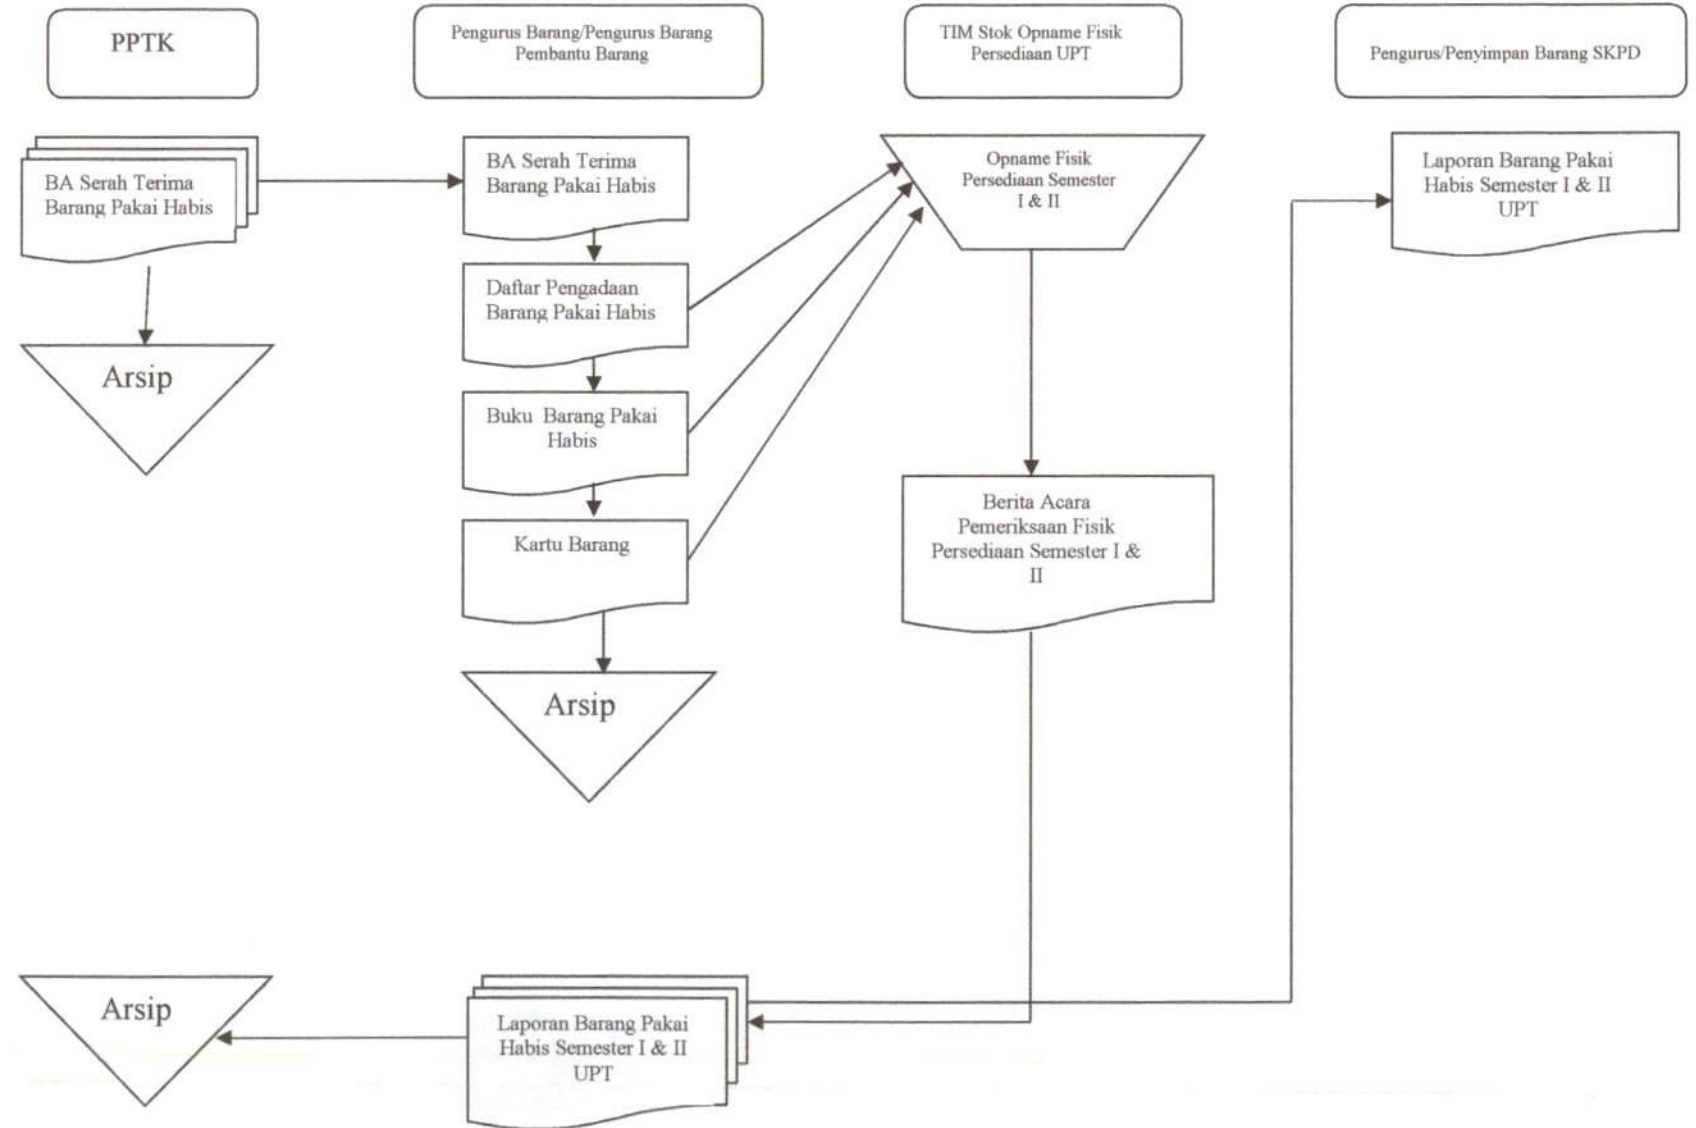 PPTK
Pengurus Barang/Pengurus Barang
Pembantu Barang
TIM Stok Opname Fisik
Persediaan UPT
Pengurus/Penyimpan Barang SKPD
BA Serah Terima
Barang Pakai Habis
BA Serah Terima
Barang Pakai Habis
Opname Fisik
Persediaan Semester
I & II
Laporan Barang Pakai
Habis Semester I & II
UPT
Daftar Pengadaan
Barang Pakai Habis
Arsip
Buku Barang Pakai
Habis
Kartu Barang
Berita Acara
Pemeriksaan Fisik
Persediaan Semester I &
II
Arsip
Arsip
Laporan Barang Pakai
Habis Semester I & II
UPT